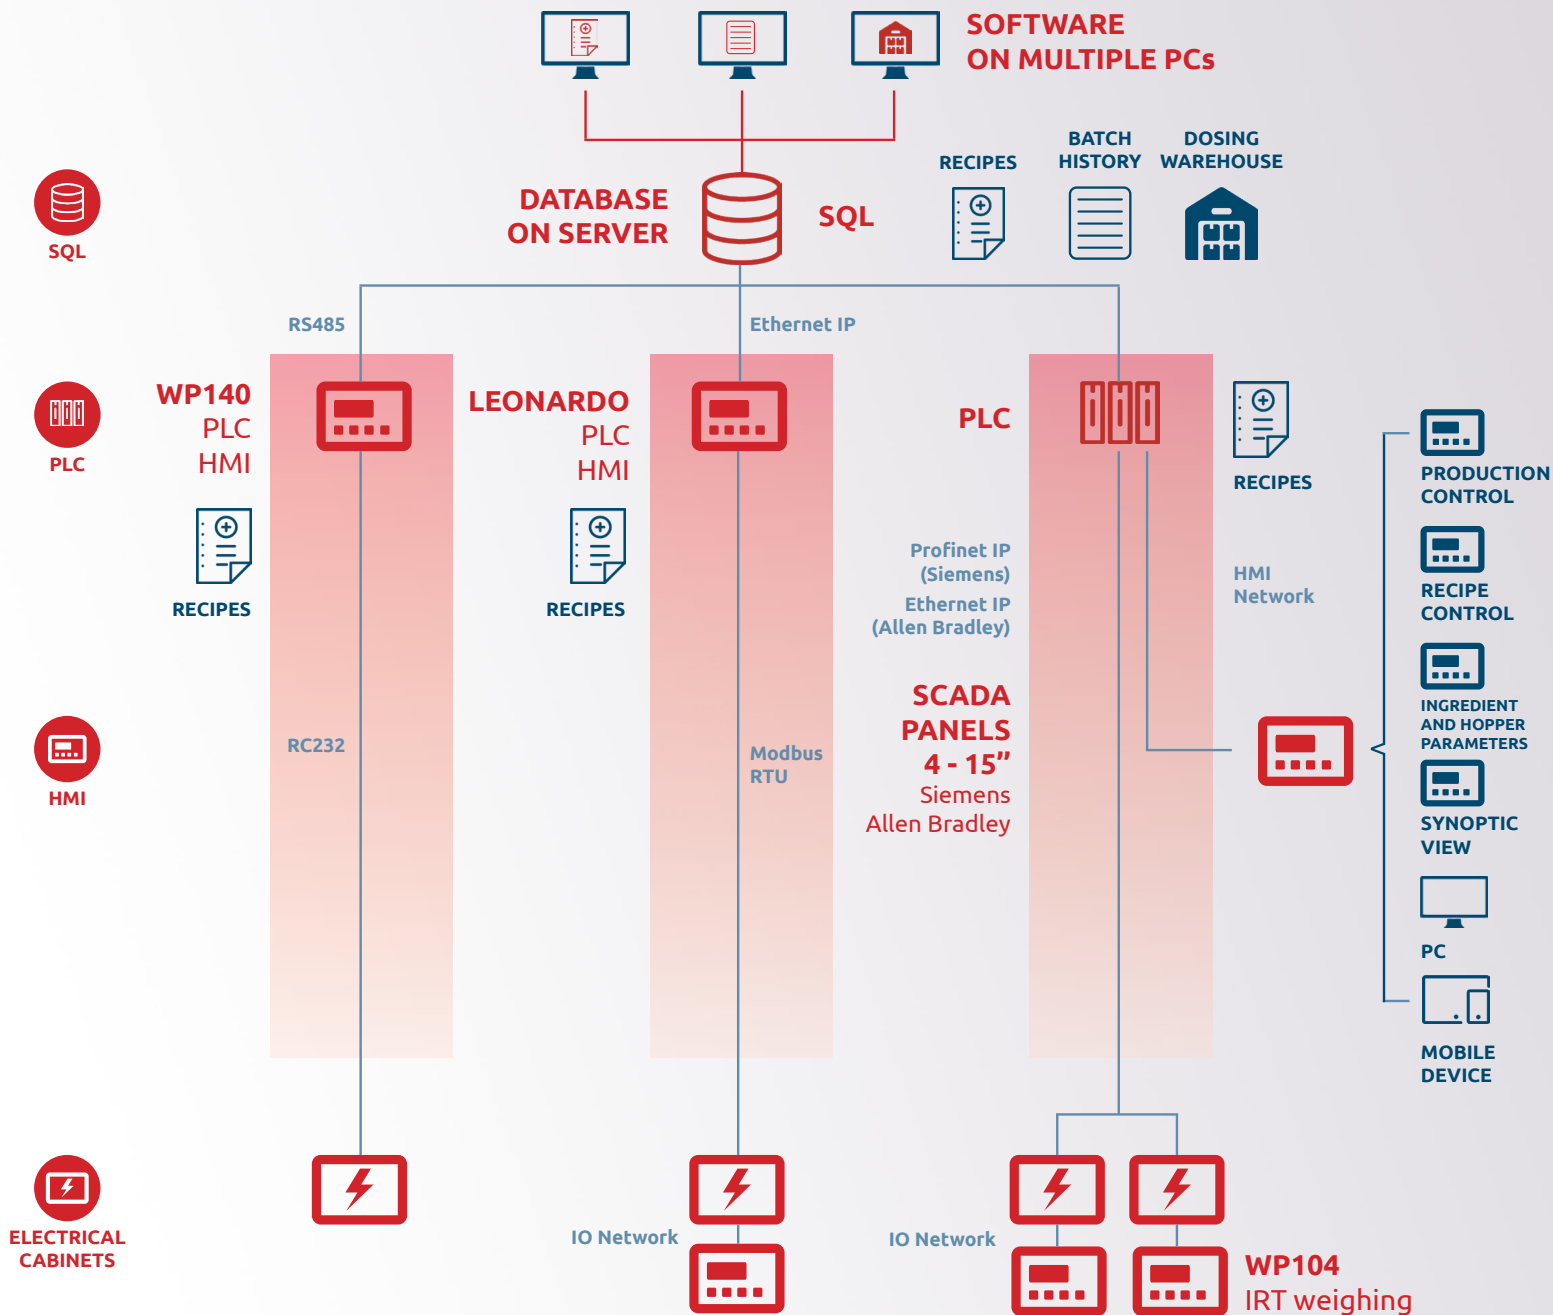 SOFTWARE
ON MULTIPLE PCs
RECIPES
BATCH
HISTORY
DOSING
WAREHOUSE
DATABASE
ON SERVER
SQL
SQL
RS485
Ethernet IP
WP140
PLC
HMI
LEONARDO
PLC
HMI
PLC
PLC
RECIPES
RECIPES
RECIPES
PRODUCTION
CONTROL
Profinet IP
(Siemens)
Ethernet IP
(Allen Bradley)
HMI
Network
RECIPE
CONTROL
SCADA
PANELS
4 - 15”
Siemens
Allen Bradley
INGREDIENT
AND HOPPER
PARAMETERS
RC232
Modbus
RTU
HMI
SYNOPTIC
VIEW
PC
MOBILE
DEVICE
ELECTRICAL
CABINETS
IO Network
IO Network
WP104
IRT weighing